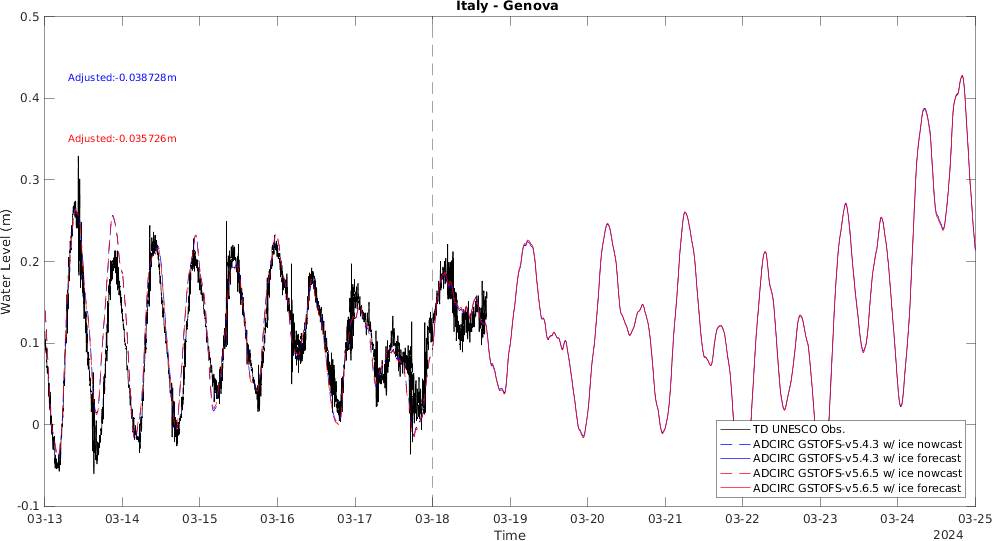 Italy - Genova
0.5
Adjusted:-0.038728m
0.4
Adjusted:-0.035726m
0.3
0.2
Water Level (m)
0.1
0
-0.1
TD UNESCO Obs.
ADCIRC GSTOFS-v5.4.3 w/ ice nowcast
ADCIRC GSTOFS-v5.4.3 w/ ice forecast
ADCIRC GSTOFS-v5.6.5 w/ ice nowcast
ADCIRC GSTOFS-v5.6.5 w/ ice forecast
03-13 03-14 03-15 03-16 03-17 03-18 03-19 03-20 03-21 03-22 03-23 03-24 03-25
Time
2024